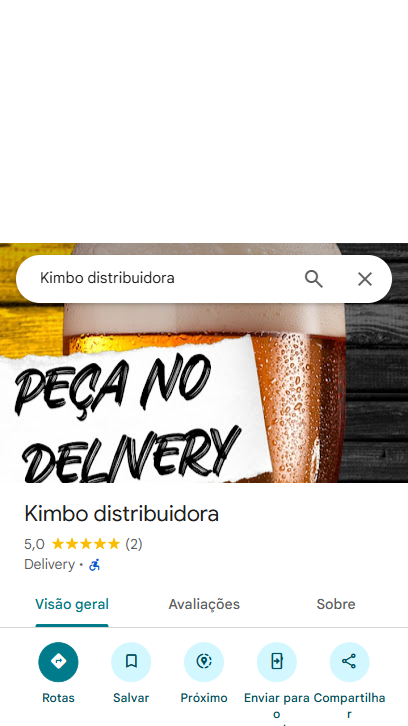 Kimbo distribuidora
PEÇA NO
DELIVERY
Kimbo distribuidora
5,0 (2)
Delivery ·
Visão geral
Avaliações
Sobre
Rotas
Salvar
Próximo
Enviar para
o
Compartilha
r